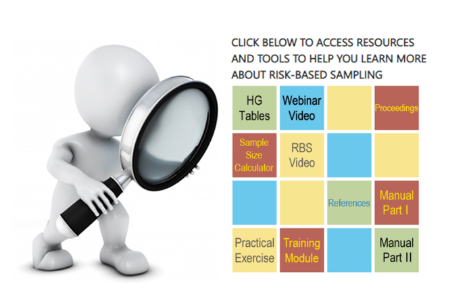 CLICK BELOW TO ACCESS RESOURCES
AND TOOLS TO HELP YOU LEARN MORE
ABOUT RISK-BASED SAMPLING
HG
Tables
Webinar
Video
Proceedings
Sample
Size
Calculator
RBS
Video
References
Manual
Part I
Practical
Exercise
Training
Module
Manual
Part II